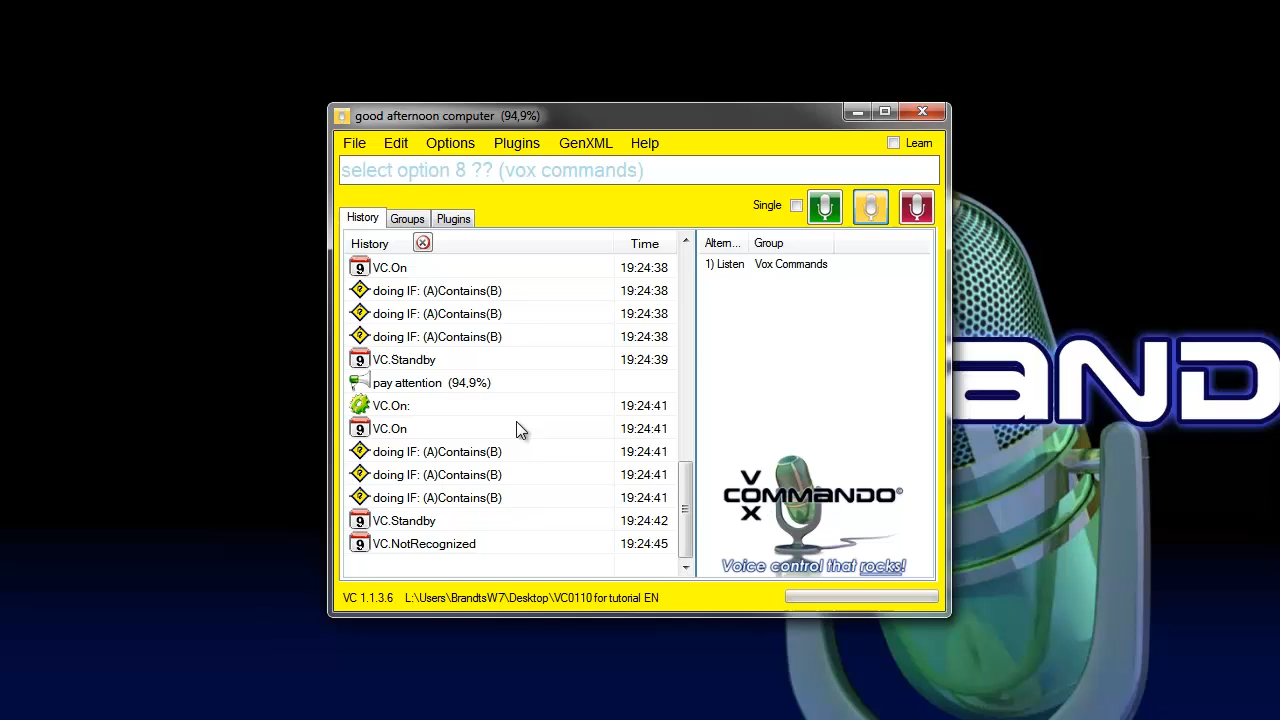 good afternoon computer (94,9%)
File Edit Options Plugins GenXML Help Learn
select option 8 ?? (vox commands)
Single
History Groups Plugins
History Time
VC.On 19:24:38
doing IF: (A)Contains(B) 19:24:38
doing IF: (A)Contains(B) 19:24:38
doing IF: (A)Contains(B) 19:24:38
VC.Standby 19:24:39
pay attention (94,9%)
VC.On: 19:24:41
VC.On 19:24:41
doing IF: (A)Contains(B) 19:24:41
doing IF: (A)Contains(B) 19:24:41
doing IF: (A)Contains(B) 19:24:41
VC.Standby 19:24:42
VC.NotRecognized 19:24:45
Altern... Group
1) Listen Vox Commands
VOX
COMMANDO©
Voice control that rocks!
VC 1.1.3.6 L:\Users\BrandtsW7\Desktop\VC0110 for tutorial EN
AND